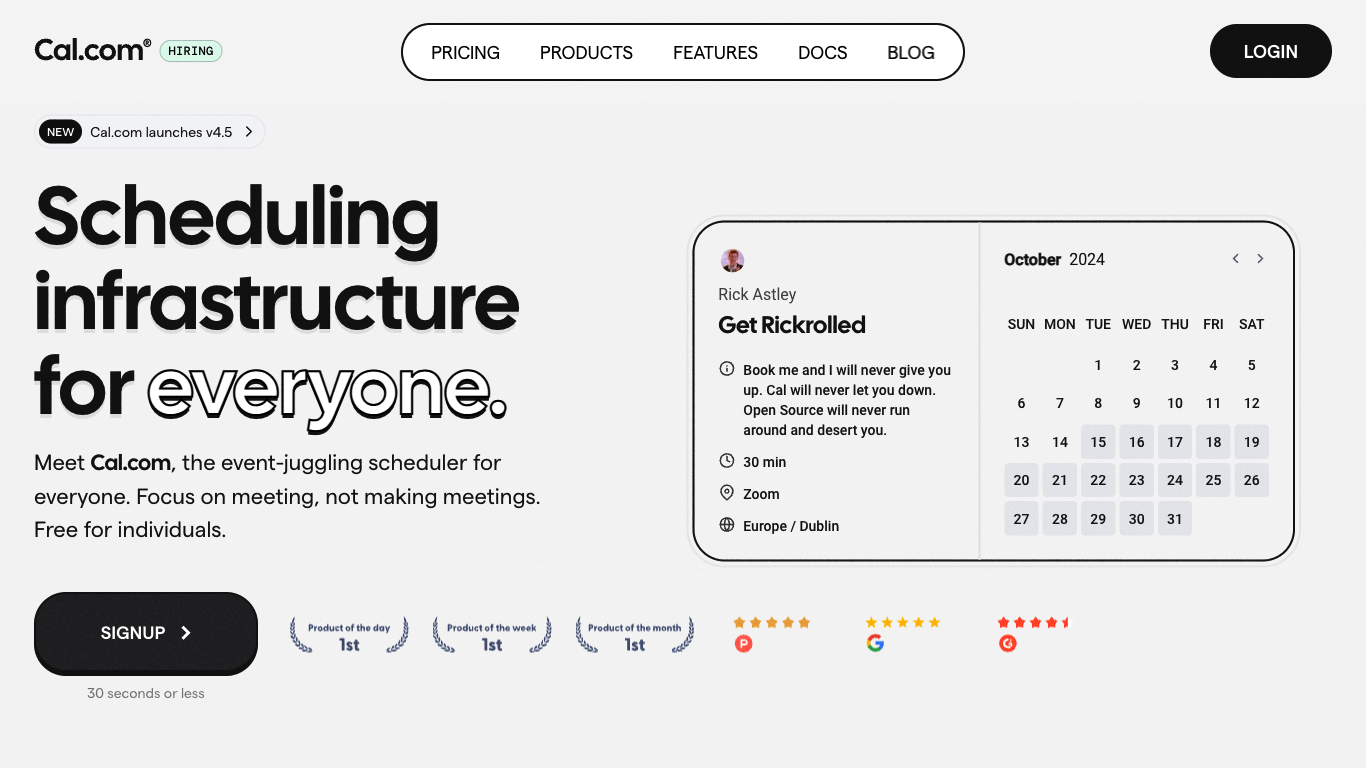 Cal.com® HIRING
PRICING PRODUCTS FEATURES DOCS BLOG
LOGIN
NEW Cal.com launches v4.5
Scheduling
infrastructure
for everyone.
Meet Cal.com, the event-juggling scheduler for
everyone. Focus on meeting, not making meetings.
Free for individuals.
SIGNUP
30 seconds or less
Rick Astley
Get Rickrolled
Book me and I will never give you
up. Cal will never let you down.
Open Source will never run
around and desert you.
30 min
Zoom
Europe / Dublin
October 2024
SUN MON TUE WED THU FRI SAT
1 2 3 4 5
6 7 8 9 10 11 12
13 14 15 16 17 18 19
20 21 22 23 24 25 26
27 28 29 30 31
Product of the day
1st
Product of the week
1st
Product of the month
1st
P
G
G